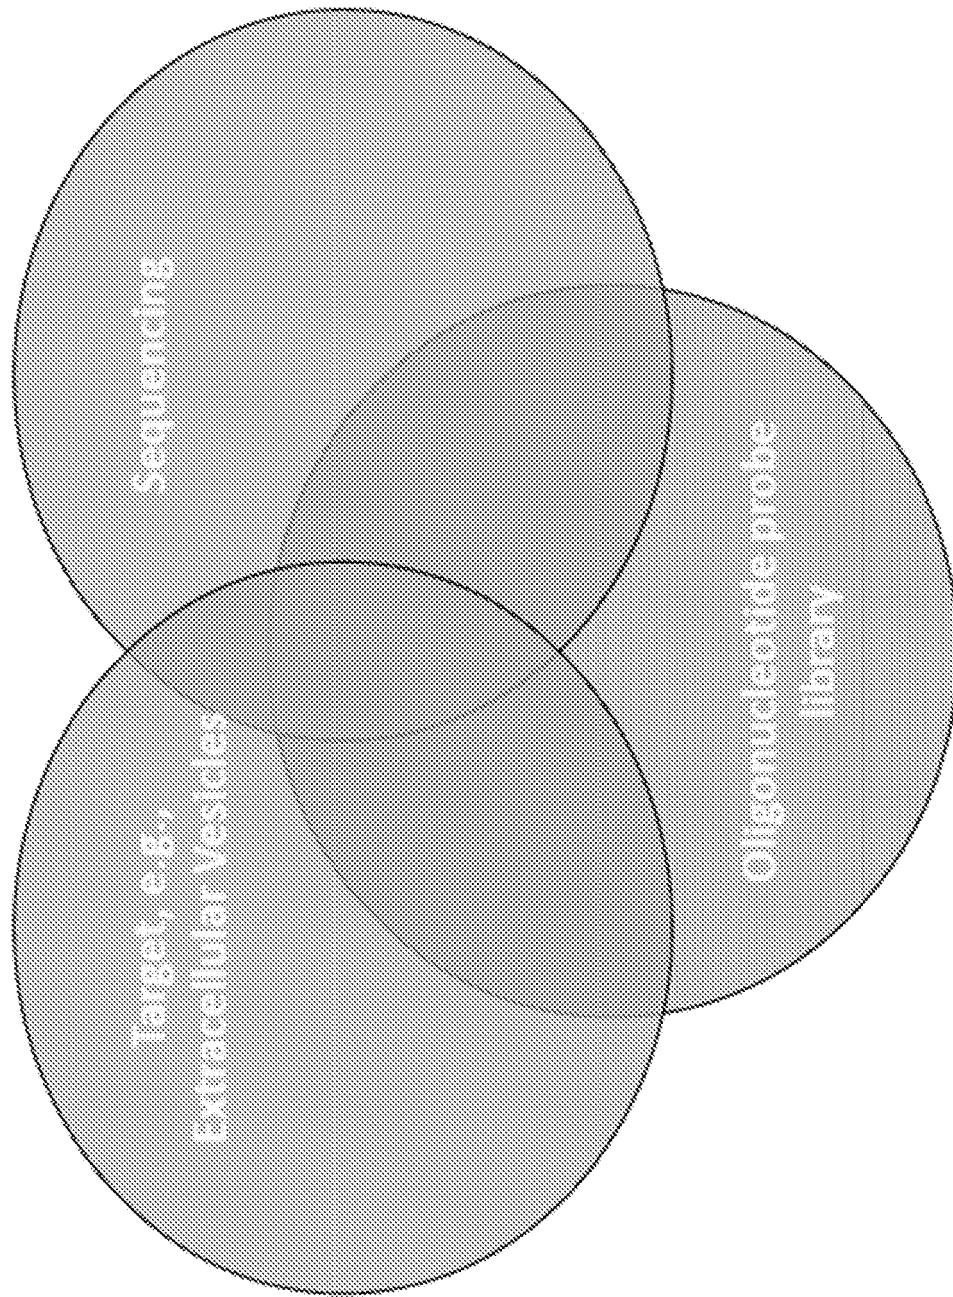 Target, e.g.,
Extracellular Vesicles
Sequencing
Oligonucleotide probe
library